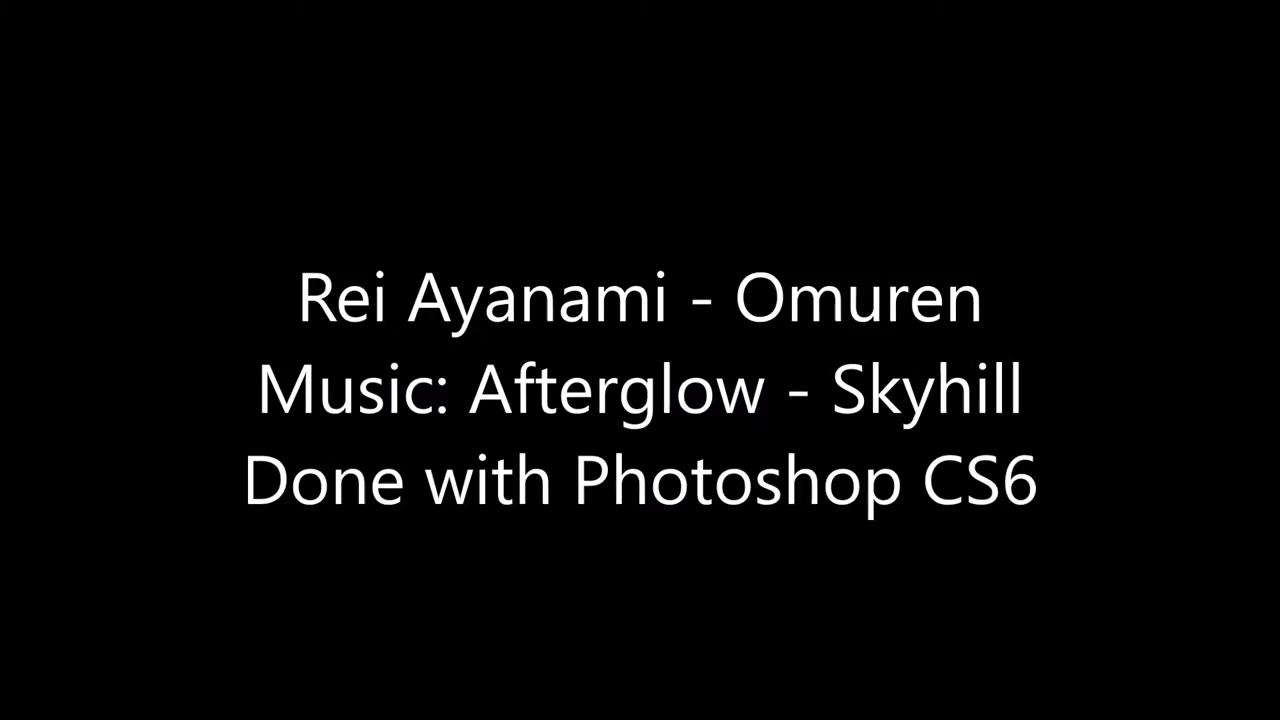 Rei Ayanami - Omuren
Music: Afterglow - Skyhill
Done with Photoshop CS6